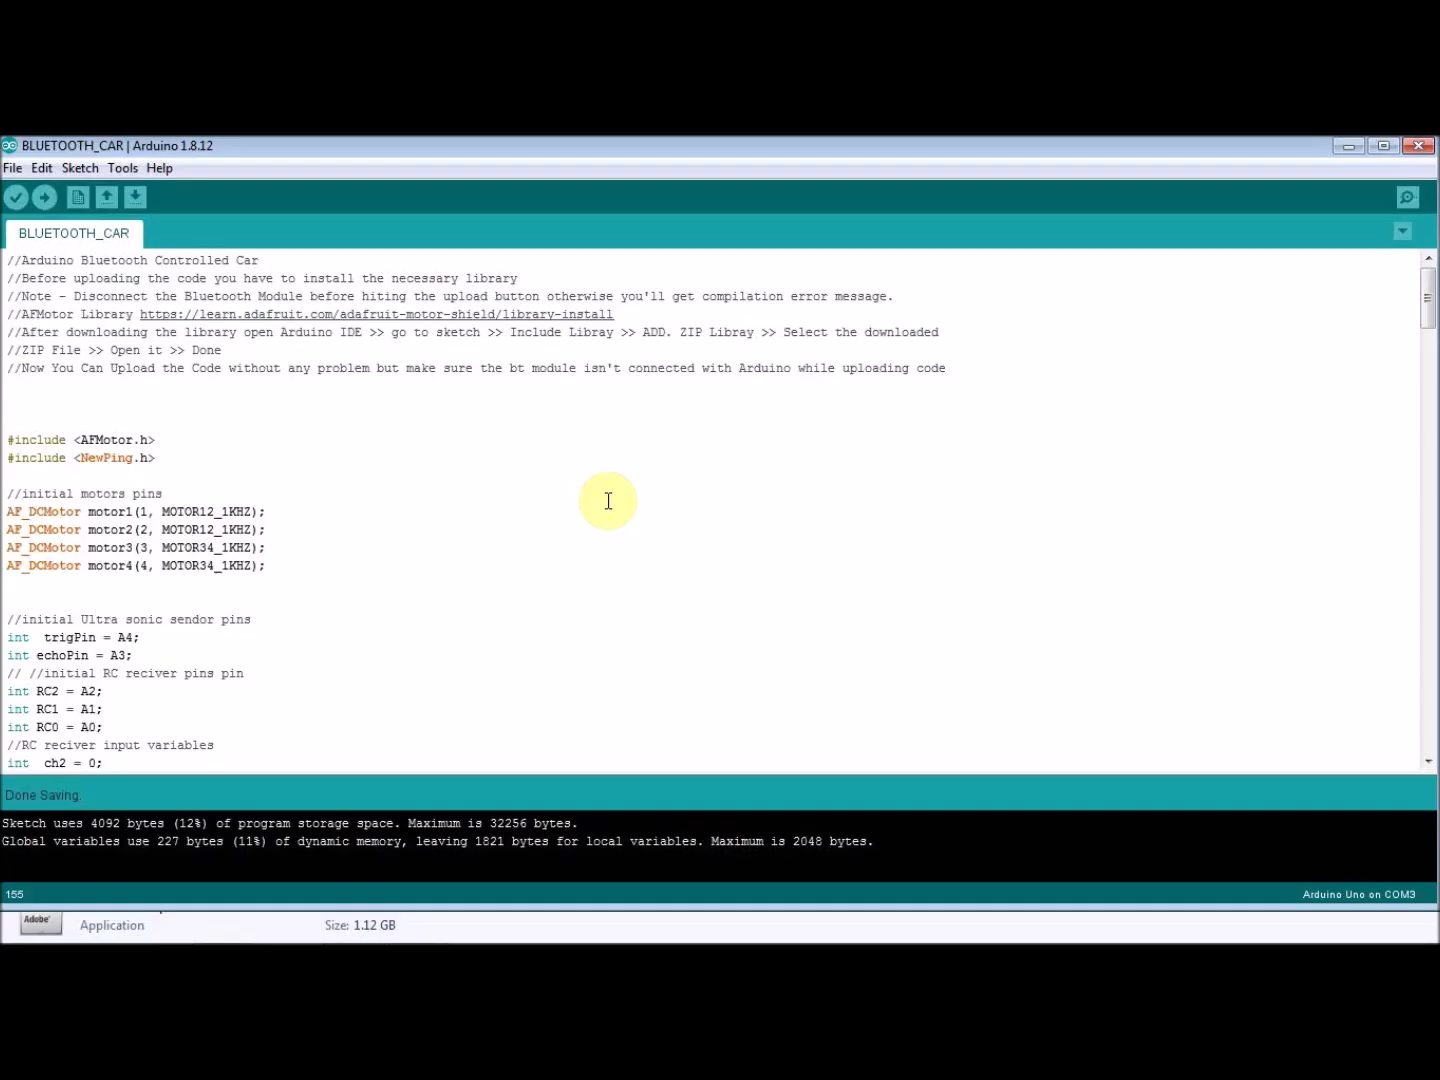 BLUETOOTH_CAR | Arduino 1.8.12
File Edit Sketch Tools Help
BLUETOOTH_CAR
//Arduino Bluetooth Controlled Car
//Before uploading the code you have to install the necessary library
//Note - Disconnect the Bluetooth Module before hiting the upload button otherwise you'll get compilation error message.
//AFMotor Library https://learn.adafruit.com/adafruit-motor-shield/library-install
//After downloading the library open Arduino IDE >> go to sketch >> Include Libray >> ADD. ZIP Libray >> Select the downloaded
//ZIP File >> Open it >> Done
//Now You Can Upload the Code without any problem but make sure the bt module isn't connected with Arduino while uploading code
#include <AFMotor.h>
#include <NewPing.h>
//initial motors pins
AF_DCMotor motor1(1, MOTOR12_1KHZ);
AF_DCMotor motor2(2, MOTOR12_1KHZ);
AF_DCMotor motor3(3, MOTOR34_1KHZ);
AF_DCMotor motor4(4, MOTOR34_1KHZ);
//initial Ultra sonic sendor pins
int  trigPin = A4;
int echoPin = A3;
// //initial RC reciver pins pin
int RC2 = A2;
int RC1 = A1;
int RC0 = A0;
//RC reciver input variables
int  ch2 = 0;
Done Saving.
Sketch uses 4092 bytes (12%) of program storage space. Maximum is 32256 bytes.
Global variables use 227 bytes (11%) of dynamic memory, leaving 1821 bytes for local variables. Maximum is 2048 bytes.
155 Arduino Uno on COM3
Adobe Application Size: 1.12 GB